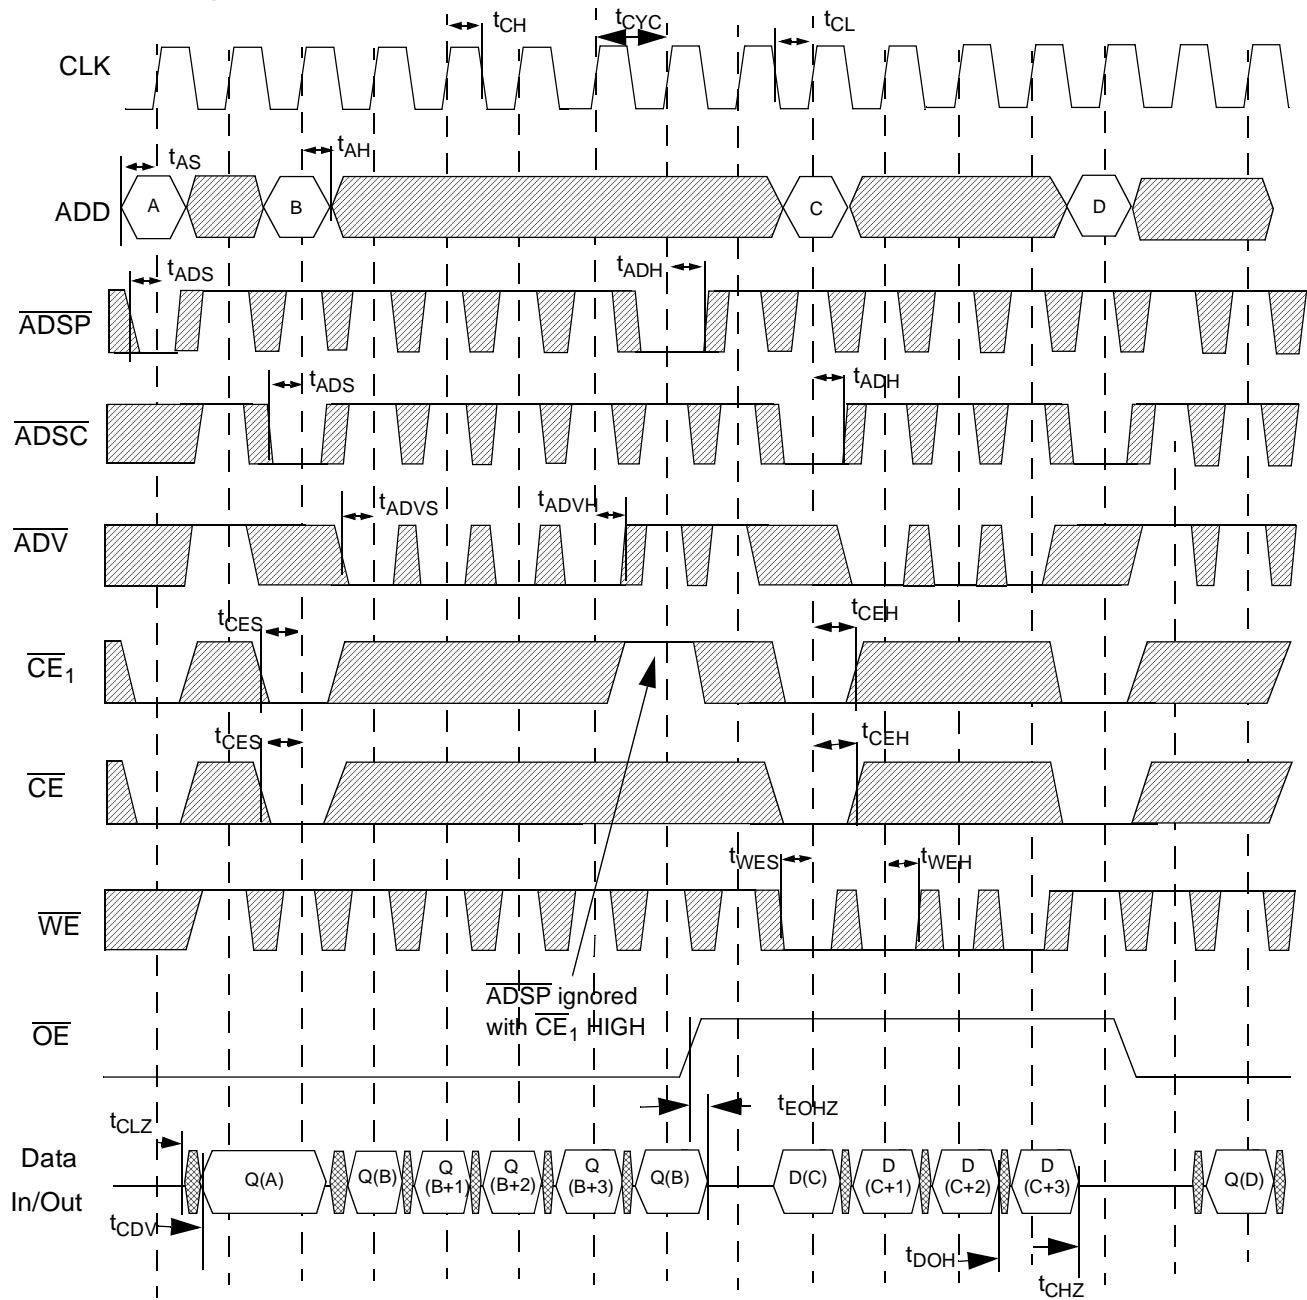 tCH tCYC tCL
CLK
tAS tAH
ADD A B C D
tADS tADH
ADSP
tADS tADH
ADSC
tADVS tADVH
ADV
tCES tCEH
CE1
tCES tCEH
CE
tWES tWEH
WE
ADSP ignored
with CE1 HIGH
OE
tCLZ tEOHZ
Data
In/Out
Q(A) Q(B) Q (B+1) Q (B+2) Q (B+3) Q(B) D(C) D (C+1) D (C+2) D (C+3) Q(D)
tCDV tDOH tCHZ